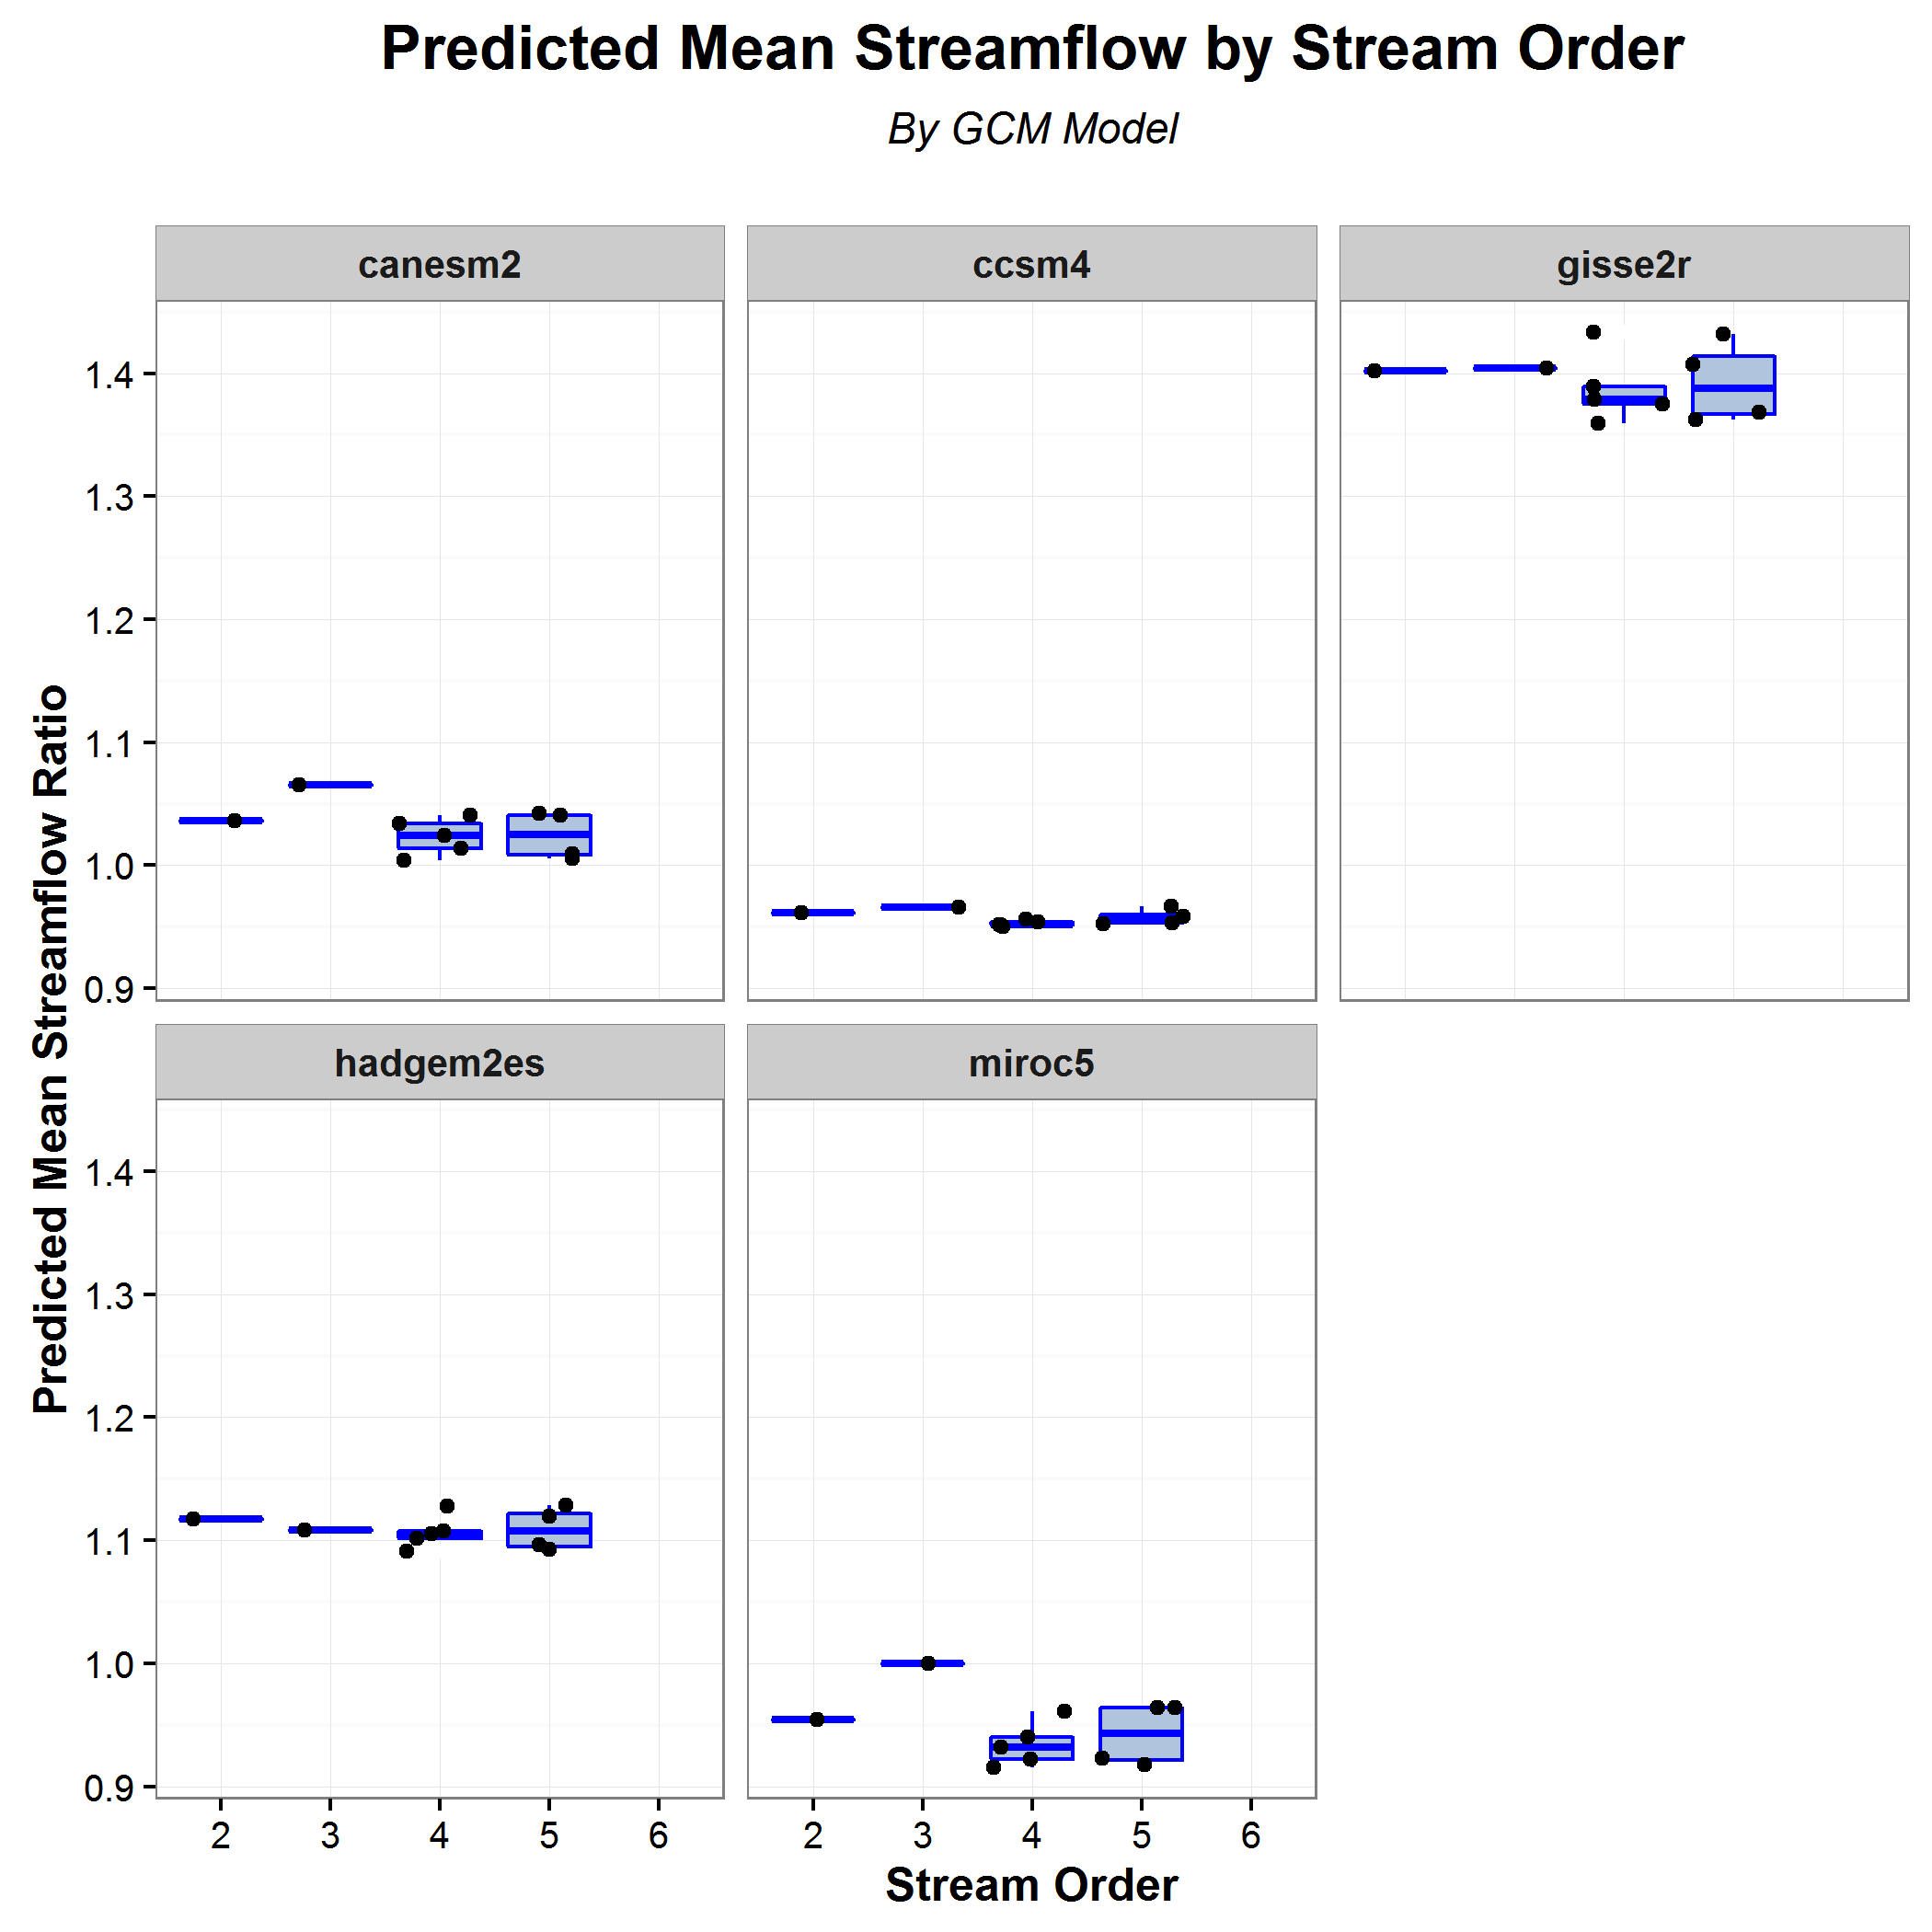 Predicted Mean Streamflow by Stream Order
By GCM Model
canesm2
ccsm4
gisse2r
1.4
1.3
1.2
1.1
1.0
0.9
Predicted Mean Streamflow Ratio
hadgem2es
miroc5
1.4
1.3
1.2
1.1
1.0
0.9
2 3 4 5 6
2 3 4 5 6
Stream Order